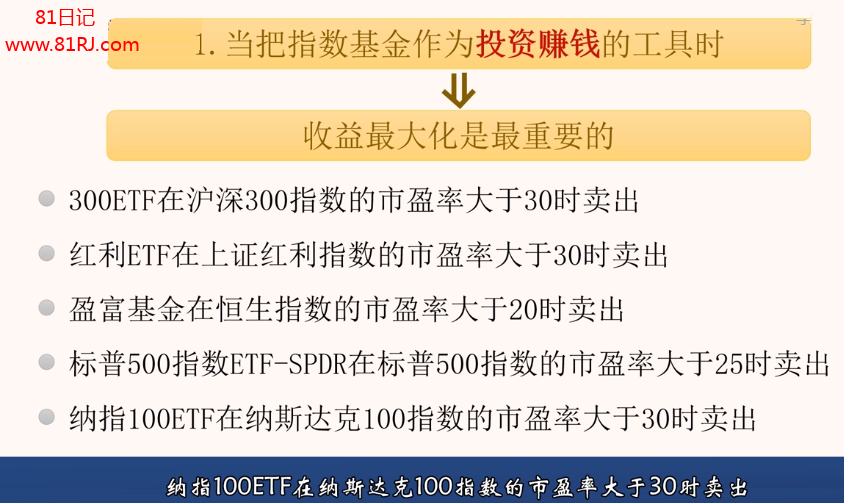 81日记
www.81RJ.com
1.当把指数基金作为投资赚钱的工具时
收益最大化是最重要的
300ETF在沪深300指数的市盈率大于30时卖出
红利ETF在上证红利指数的市盈率大于30时卖出
盈富基金在恒生指数的市盈率大于20时卖出
标普500指数ETF-SPDR在标普500指数的市盈率大于25时卖出
纳指100ETF在纳斯达克100指数的市盈率大于30时卖出
纳指100ETF在纳斯达克100指数的市盈率大于30时卖出